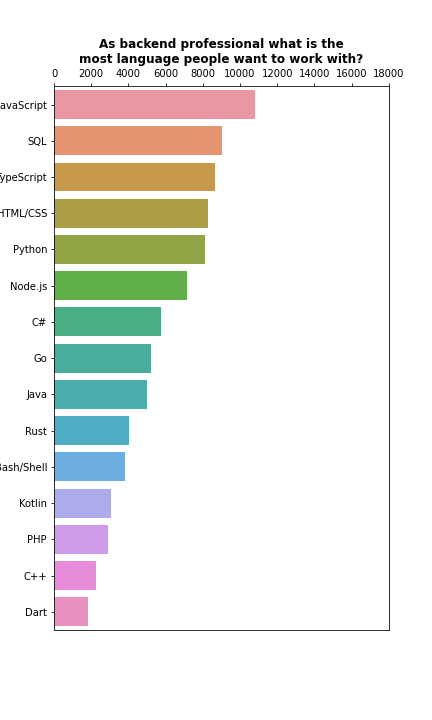 As backend professional what is the
most language people want to work with?
0 2000 4000 6000 8000 10000 12000 14000 16000 18000
avaScript
SQL
ypeScript
HTML/CSS
Python
Node.js
C#
Go
Java
Rust
Bash/Shell
Kotlin
PHP
C++
Dart